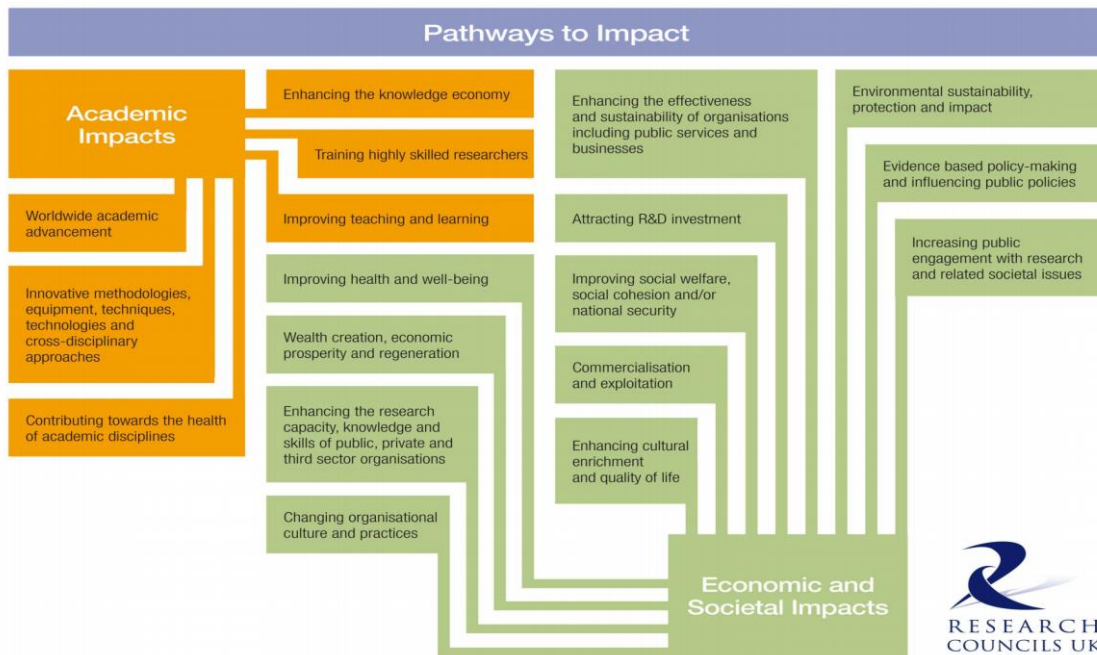 Pathways to Impact
Academic
Impacts
Worldwide academic
advancement
Innovative methodologies,
equipment, techniques,
technologies and
cross-disciplinary
approaches
Contributing towards the health
of academic disciplines
Enhancing the knowledge economy
Training highly skilled researchers
Improving teaching and learning
Improving health and well-being
Wealth creation, economic
prosperity and regeneration
Enhancing the research
capacity, knowledge and
skills of public, private and
third sector organisations
Changing organisational
culture and practices
Enhancing the effectiveness
and sustainability of organisations
including public services and
businesses
Attracting R&D investment
Improving social welfare,
social cohesion and/or
national security
Commercialisation
and exploitation
Enhancing cultural
enrichment
and quality of life
Environmental sustainability,
protection and impact
Evidence based policy-making
and influencing public policies
Increasing public
engagement with research
and related societal issues
Economic and
Societal Impacts
RESEARCH
COUNCILS UK